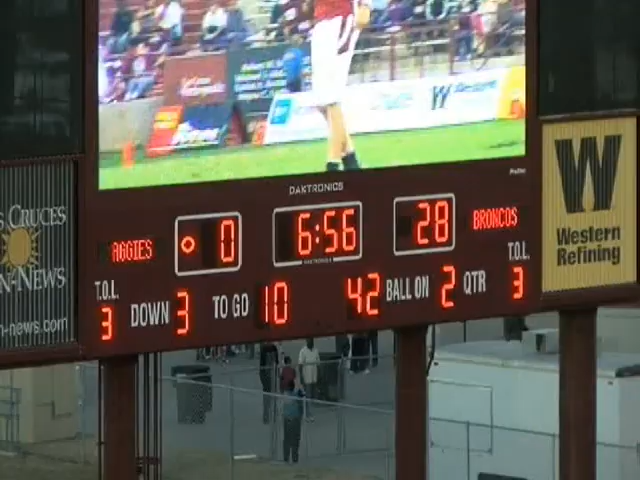 W
DAKTRONICS
AGGIES 0 6:56 28 BRONCOS
DAKTRONICS
T.O.L. T.O.L.
3 DOWN 3 TO GO 10 42 BALL ON 2 QTR 3
S CRUCES
N-NEWS
n-news.com
W
Western
Refining